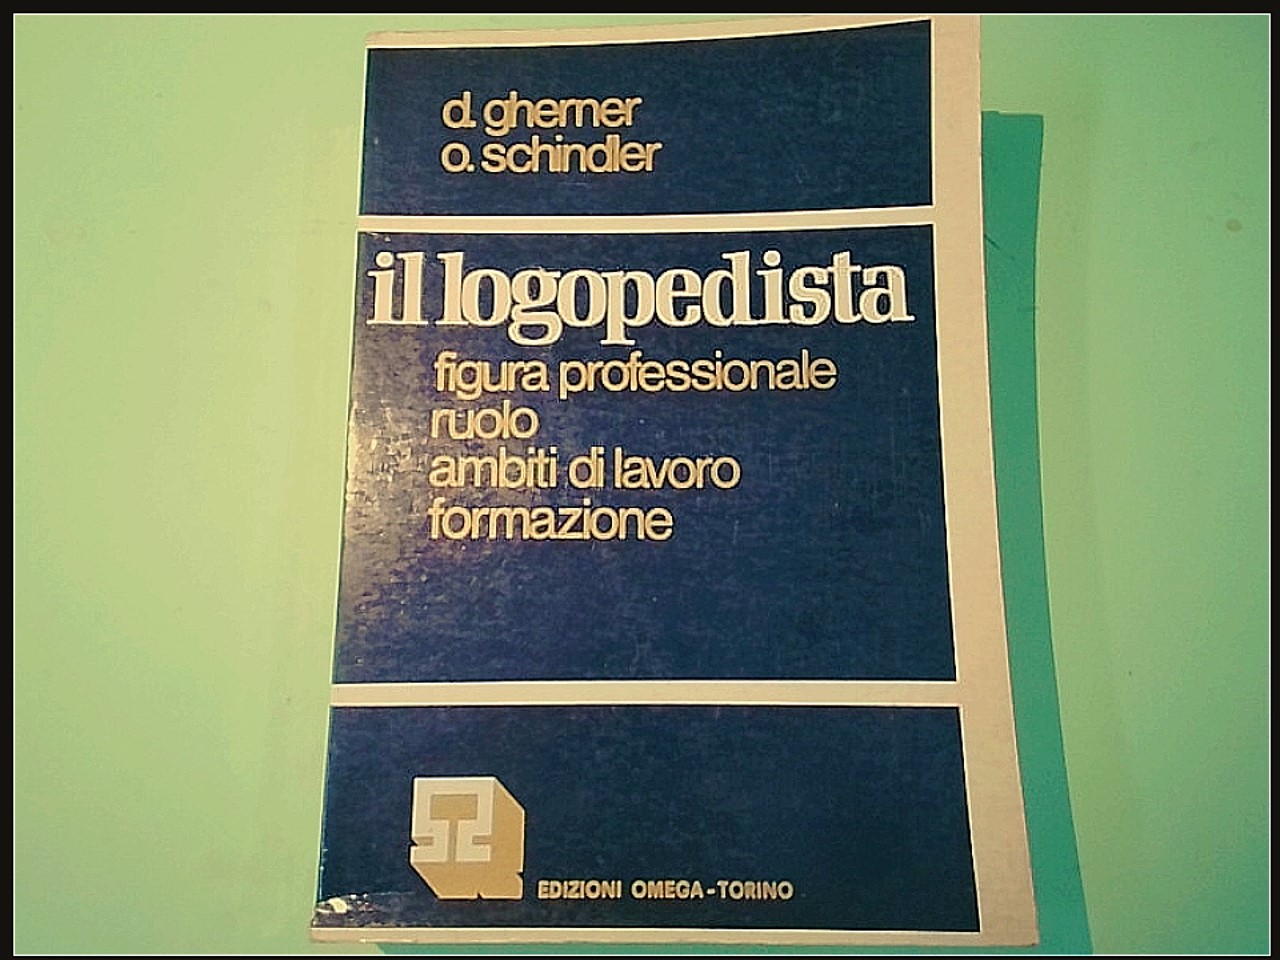 d. gherner
o. schindler
il logopedista
figura professionale
ruolo
ambiti di lavoro
formazione
EDIZIONI OMEGA-TORINO